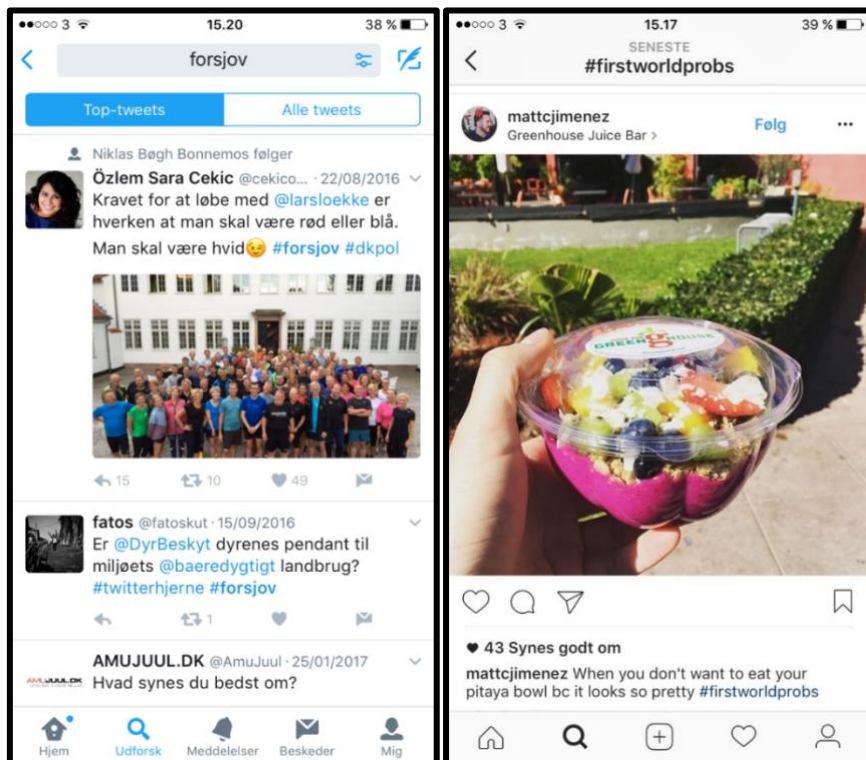 3
15.20
38 %
forsjov
Top-tweets
Alle tweets
Niklas Bøgh Bonnemos følger
Özlem Sara Cekic @cekico... · 22/08/2016
Kravet for at løbe med @larsloekke er
hverken at man skal være rød eller blå.
Man skal være hvid😉 #forsjov #dkpol
15
10
49
fatos @fatoskut · 15/09/2016
Er @DyrBeskyt dyrenes pendant til
miljøets @baeredygtigt landbrug?
#twitterhjerne #forsjov
1
AMUJUUL.DK
AMUJUUL.DK @AmuJuul · 25/01/2017
Hvad synes du bedst om?
Hjem
Udforsk
Meddelelser
Beskeder
Mig
3
15.17
39 %
SENESTE
#firstworldprobs
mattcjimenez
Greenhouse Juice Bar >
Følg
GREENHOUSE
43 Synes godt om
mattcjimenez When you don't want to eat your
pitaya bowl bc it looks so pretty #firstworldprobs